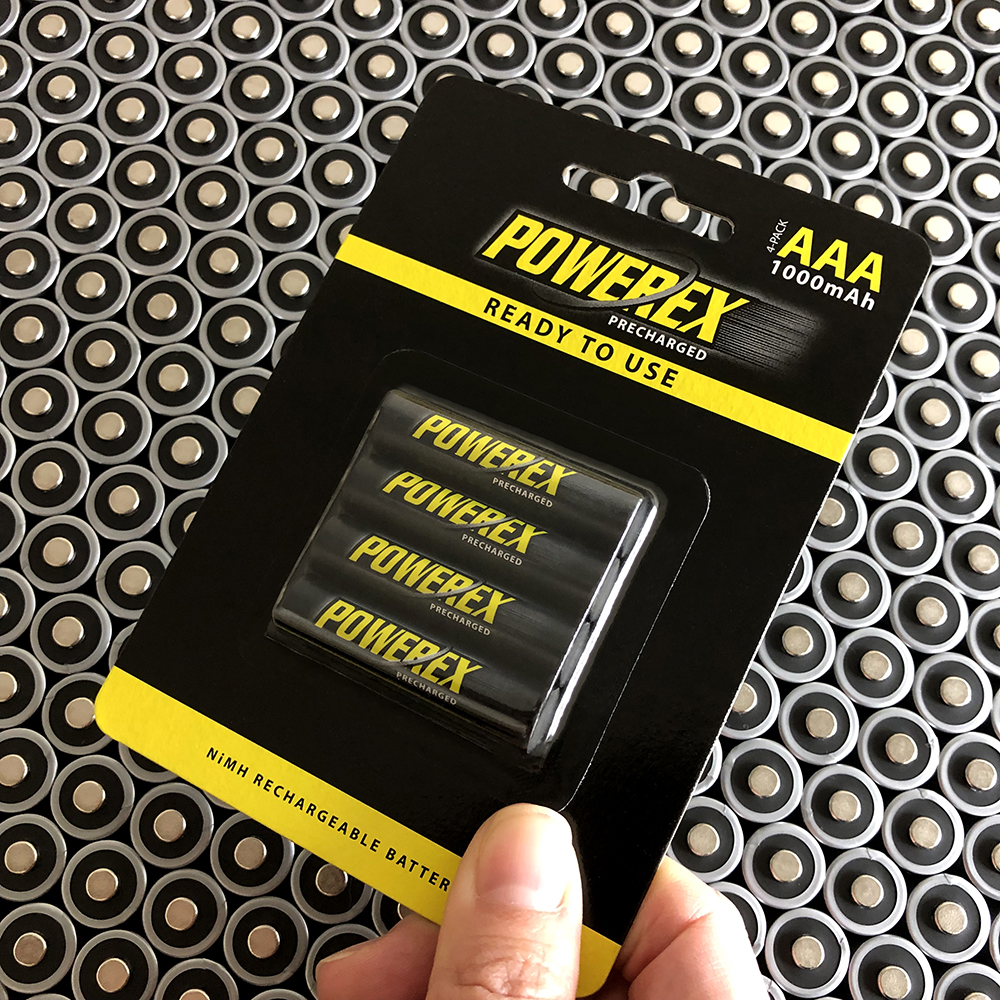 4-PACK
AAA
1000mAh
POWEREX
PRECHARGED
READY TO USE
POWEREX
PRECHARGED
POWEREX
PRECHARGED
POWEREX
PRECHARGED
POWEREX
PRECHARGED
NiMH RECHARGEABLE BATTER